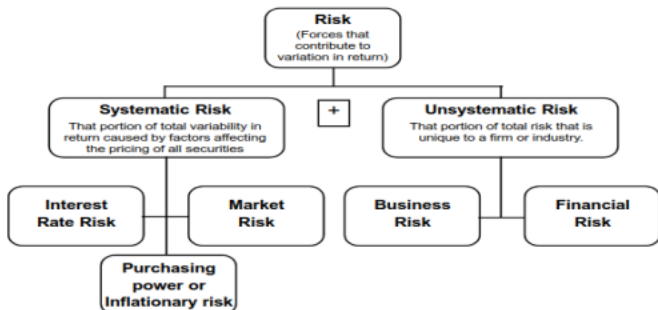 Risk
(Forces that
contribute to
variation in return)
Systematic Risk
That portion of total variability in
return caused by factors affecting
the pricing of all securities
+
Unsystematic Risk
That portion of total risk that is
unique to a firm or industry.
Interest
Rate Risk
Market
Risk
Business
Risk
Financial
Risk
Purchasing
power or
Inflationary risk